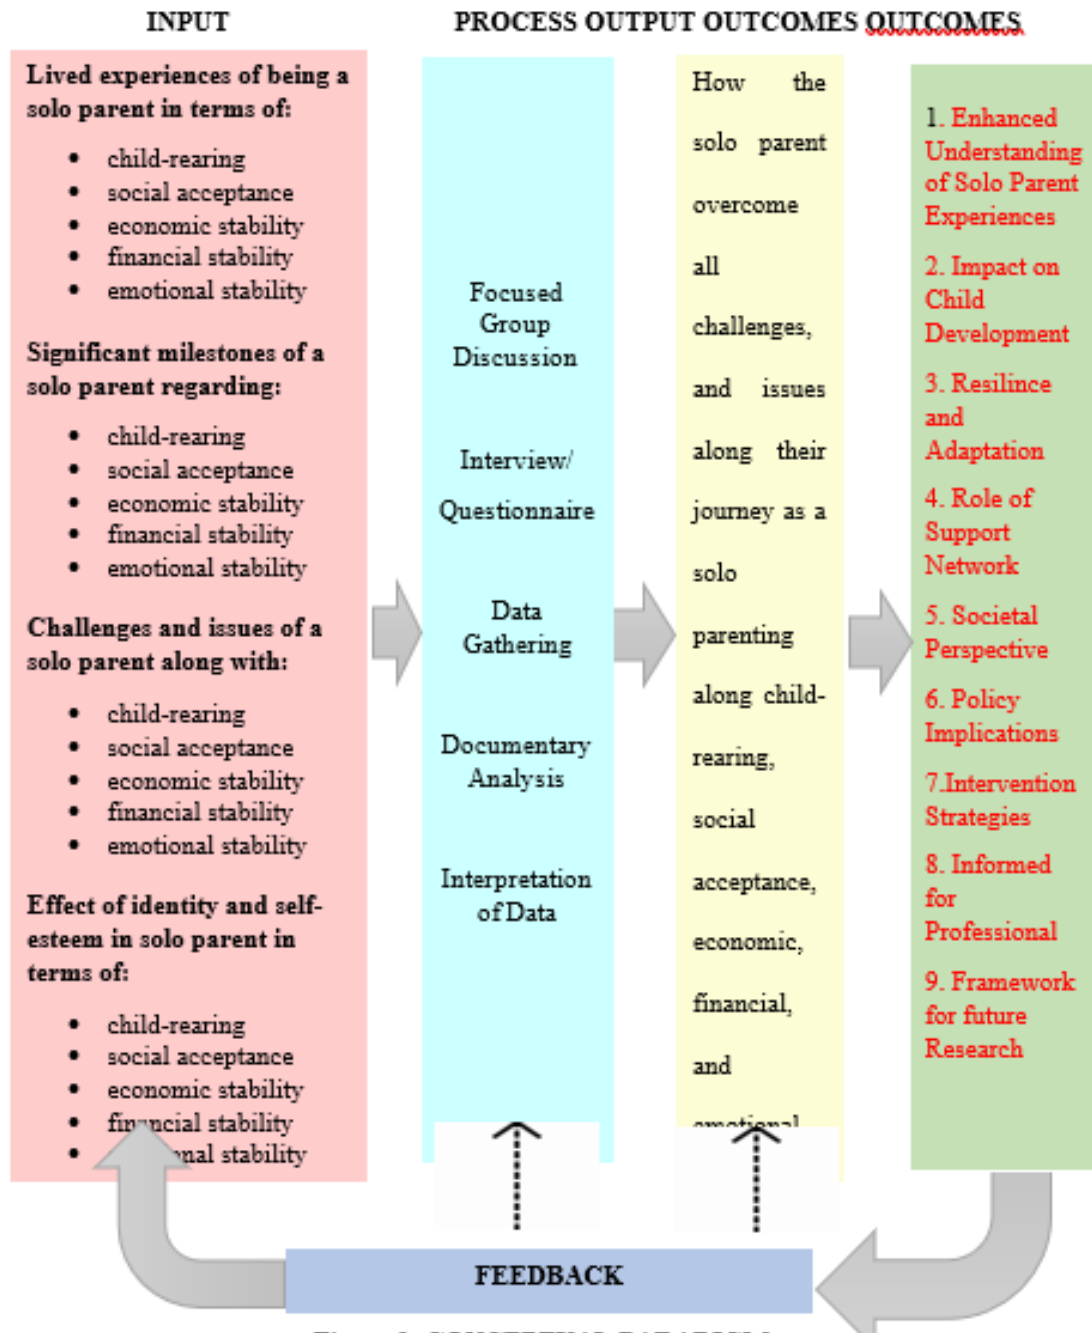 INPUT
PROCESS OUTPUT OUTCOMES OUTCOMES
Lived experiences of being a
solo parent in terms of:
• child-rearing
• social acceptance
• economic stability
• financial stability
• emotional stability
Significant milestones of a
solo parent regarding:
• child-rearing
• social acceptance
• economic stability
• financial stability
• emotional stability
Challenges and issues of a
solo parent along with:
• child-rearing
• social acceptance
• economic stability
• financial stability
• emotional stability
Effect of identity and self-
esteem in solo parent in
terms of:
• child-rearing
• social acceptance
• economic stability
• financial stability
• stability
Focused
Group
Discussion
Interview/
Questionnaire
Data
Gathering
Documentary
Analysis
Interpretation
of Data
How the
solo parent
overcome
all
challenges,
and issues
along their
journey as a
solo
parenting
along child-
rearing,
social
acceptance,
economic,
financial,
and
emotional
1. Enhanced
Understanding
of Solo Parent
Experiences
2. Impact on
Child
Development
3. Resilince
and
Adaptation
4. Role of
Support
Network
5. Societal
Perspective
6. Policy
Implications
7.Intervention
Strategies
8. Informed
for
Professional
9. Framework
for future
Research
FEEDBACK